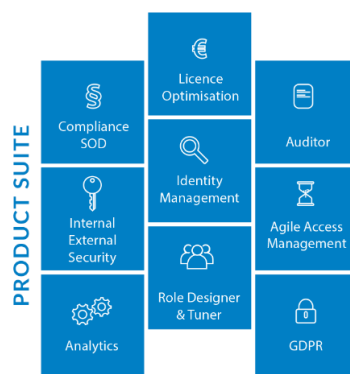 PRODUCT SUITE
§
Compliance
SOD
Internal
External
Security
Analytics
€
Licence
Optimisation
Identity
Management
Role Designer
& Tuner
Auditor
Agile Access
Management
GDPR